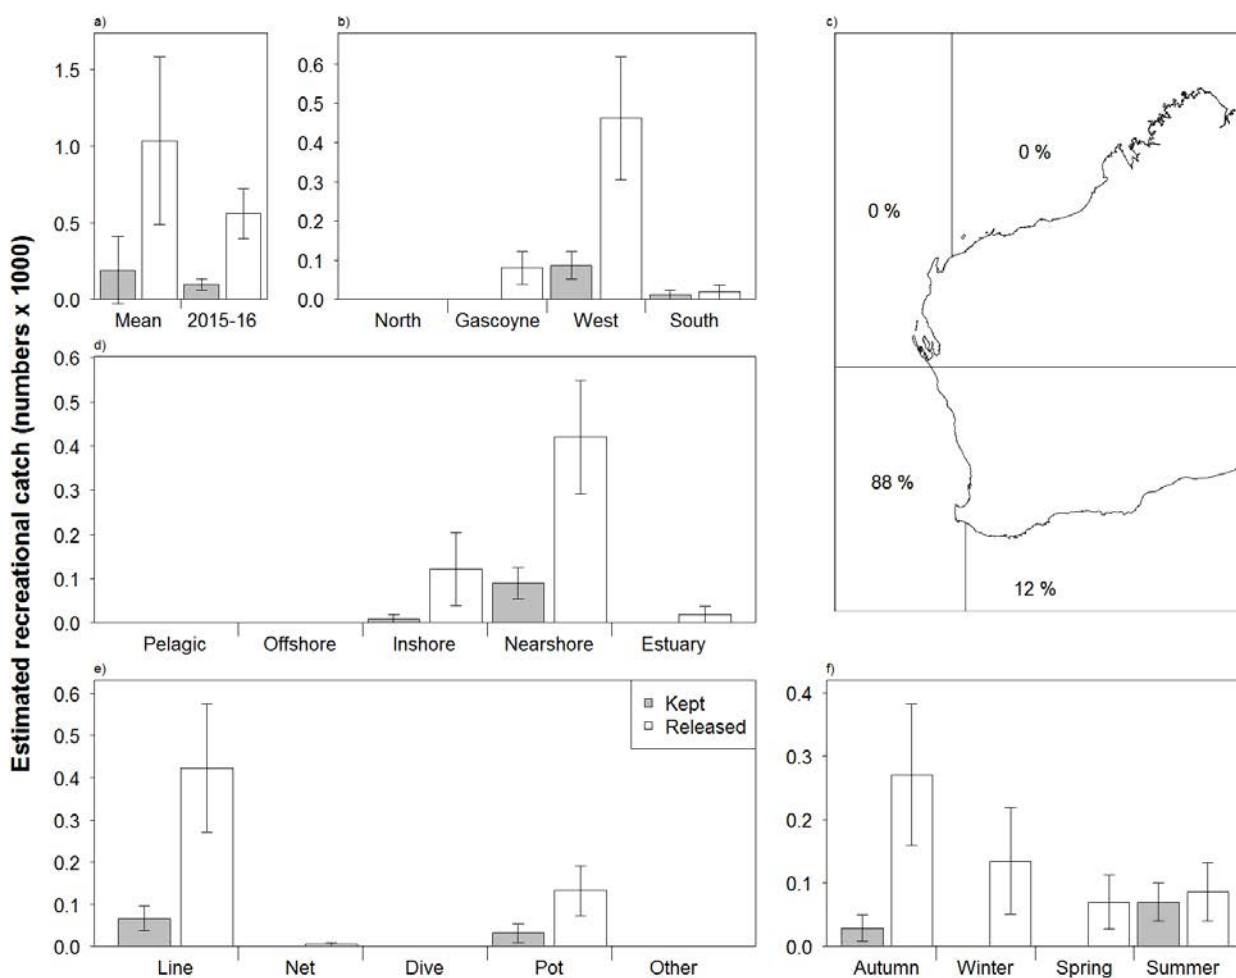 Estimated recreational catch (numbers x 1000)
a)
1.5
1.0
0.5
0.0
Mean 2015-16
b)
0.6
0.5
0.4
0.3
0.2
0.1
0.0
North Gascoyne West South
c)
0 %
0 %
88 %
12 %
d)
0.6
0.5
0.4
0.3
0.2
0.1
0.0
Pelagic Offshore Inshore Nearshore Estuary
e)
0.6
0.5
0.4
0.3
0.2
0.1
0.0
Kept
Released
Line Net Dive Pot Other
f)
0.4
0.3
0.2
0.1
0.0
Autumn Winter Spring Summer